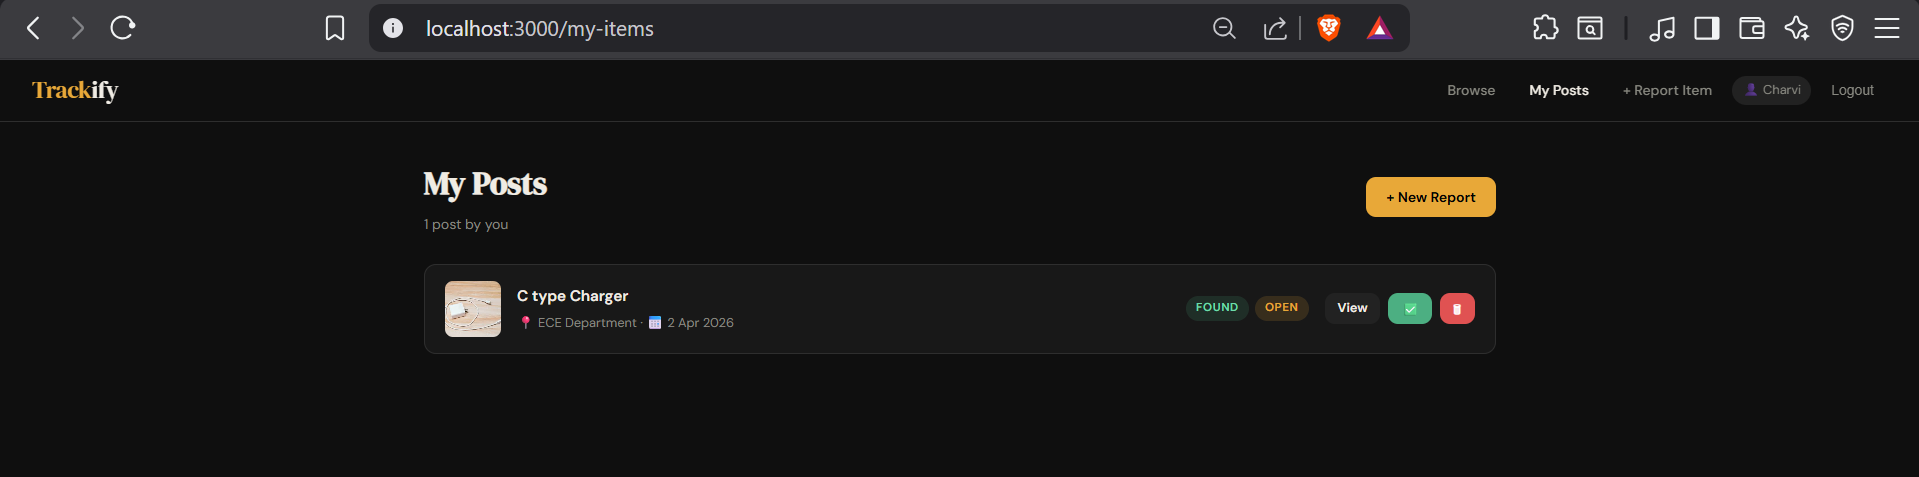 localhost:3000/my-items
Trackify
Browse
My Posts
+ Report Item
Charvi
Logout
My Posts
1 post by you
+ New Report
C type Charger
ECE Department · 2 Apr 2026
FOUND
OPEN
View